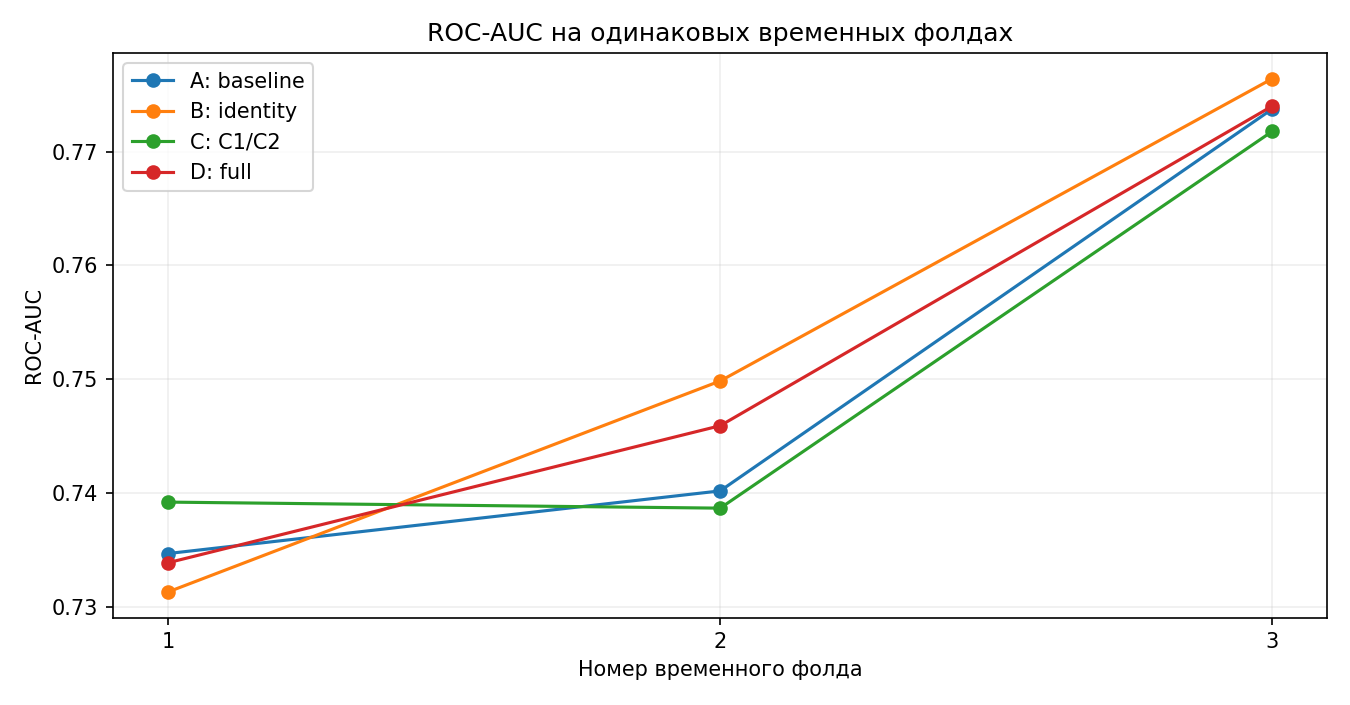 ROC-AUC на одинаковых временных фолдах
A: baseline
B: identity
C: C1/C2
D: full
ROC-AUC
0.77
0.76
0.75
0.74
0.73
1
2
3
Номер временного фолда